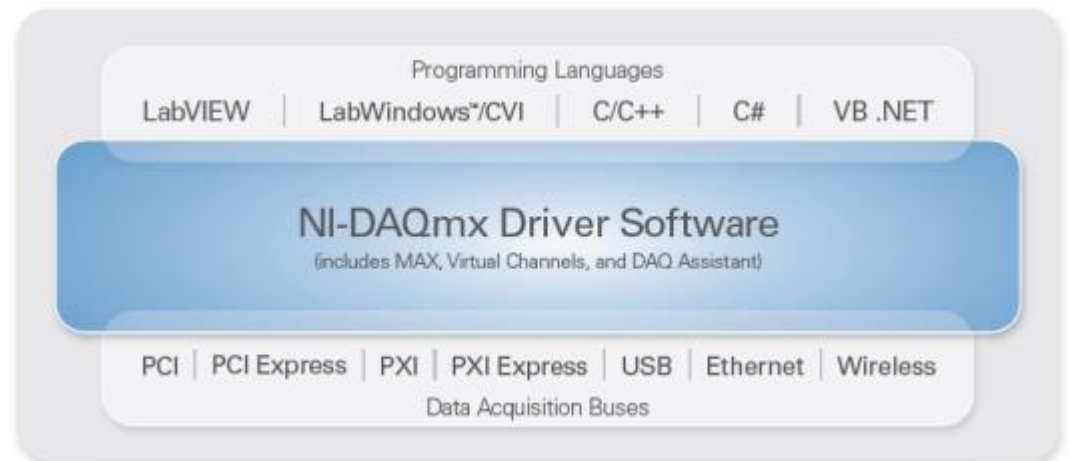 Programming Languages
LabVIEW | LabWindows™/CVI | C/C++ | C# | VB .NET
NI-DAQmx Driver Software
(includes MAX, Virtual Channels, and DAQ Assistant)
PCI | PCI Express | PXI | PXI Express | USB | Ethernet | Wireless
Data Acquisition Buses